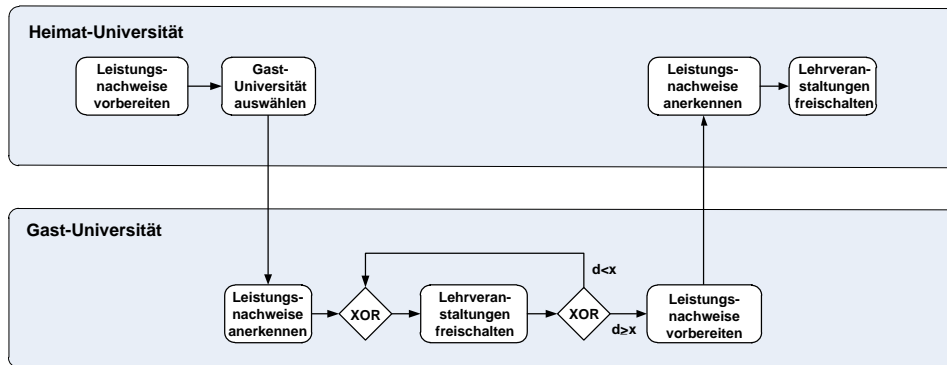 Heimat-Universität
Leistungs-
nachweise
vorbereiten
Gast-
Universität
auswählen
Leistungs-
nachweise
anerkennen
Lehrveran-
staltungen
freischalten
Gast-Universität
Leistungs-
nachweise
anerkennen
XOR
Lehrveran-
staltungen
freischalten
d<x
XOR
d≥x
Leistungs-
nachweise
vorbereiten